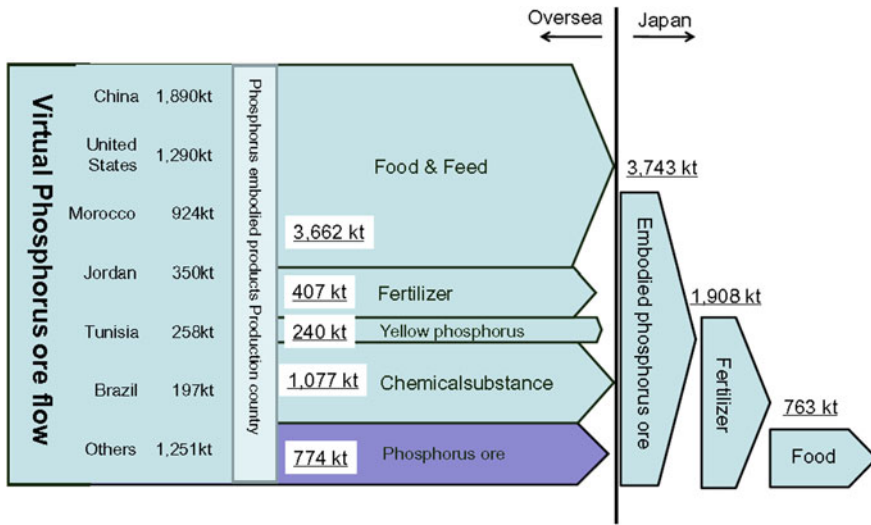 Oversea
Japan
Virtual Phosphorus ore flow
China 1,890kt
United
States 1,290kt
Morocco 924kt
Jordan 350kt
Tunisia 258kt
Brazil 197kt
Others 1,251kt
Phosphorus embodied products Production country
Food & Feed
3,662 kt
407 kt Fertilizer
240 kt Yellow phosphorus
1,077 kt Chemicalsubstance
774 kt Phosphorus ore
3,743 kt
Embodied phosphorus ore
1,908 kt
Fertilizer
763 kt
Food